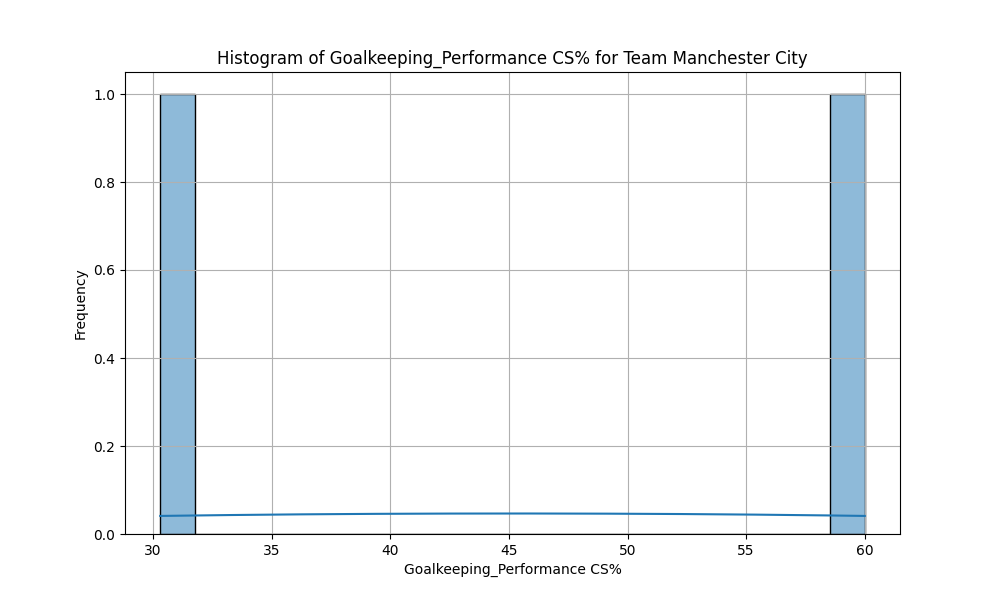 Histogram of Goalkeeping_Performance CS% for Team Manchester City
1.0
0.8
0.6
0.4
0.2
0.0
Frequency
30 35 40 45 50 55 60
Goalkeeping_Performance CS%